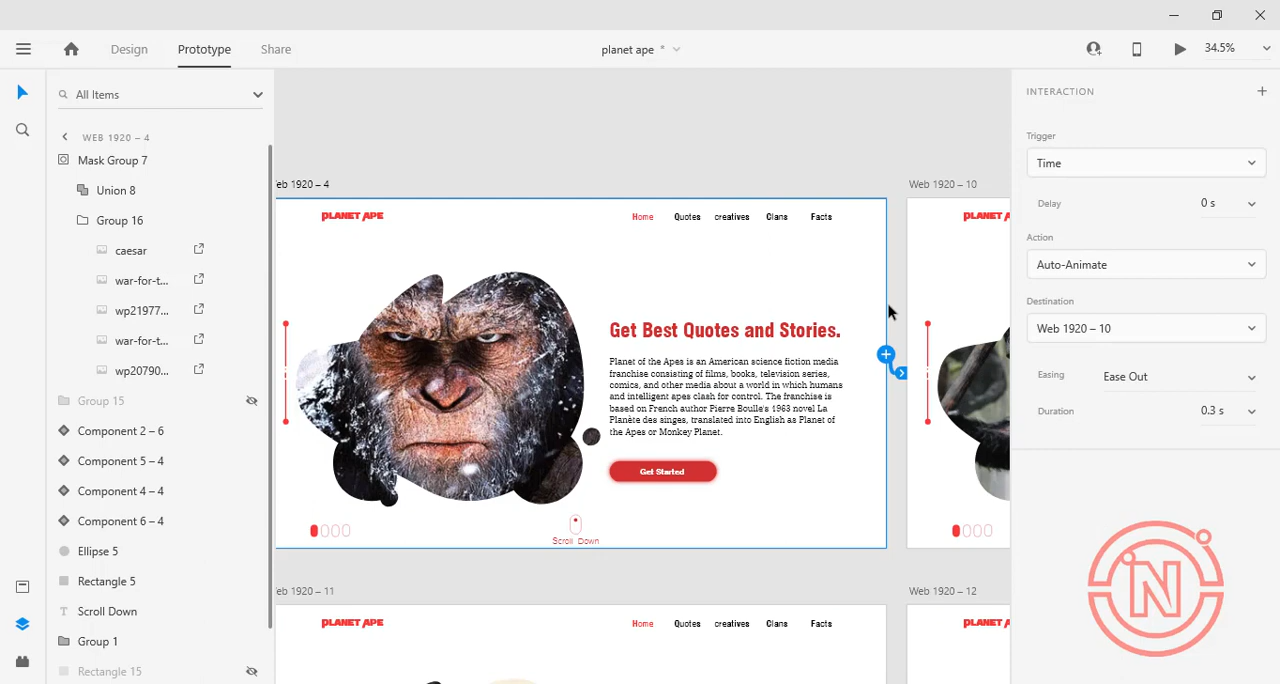 Design
Prototype
Share
planet ape *
34.5%
All Items
WEB 1920 – 4
Mask Group 7
Union 8
Group 16
caesar
war-for-t...
wp21977...
war-for-t...
wp20790...
Group 15
Component 2 – 6
Component 5 – 4
Component 4 – 4
Component 6 – 4
Ellipse 5
Rectangle 5
Scroll Down
Group 1
Rectangle 15
eb 1920 – 4
PLANET APE
Home
Quotes
creatives
Clans
Facts
Get Best Quotes and Stories.
Planet of the Apes is an American science fiction media
franchise consisting of films, books, television series,
comics, and other media about a world in which humans
and intelligent apes clash for control. The franchise is
based on French author Pierre Boulle's 1963 novel La
Planète des singes, translated into English as Planet of
the Apes or Monkey Planet.
Get Started
Scroll Down
Web 1920 – 10
PLANET A
eb 1920 – 11
PLANET APE
Home
Quotes
creatives
Clans
Facts
Web 1920 – 12
PLANET A
INTERACTION
Trigger
Time
Delay
0 s
Action
Auto-Animate
Destination
Web 1920 – 10
Easing
Ease Out
Duration
0.3 s
N